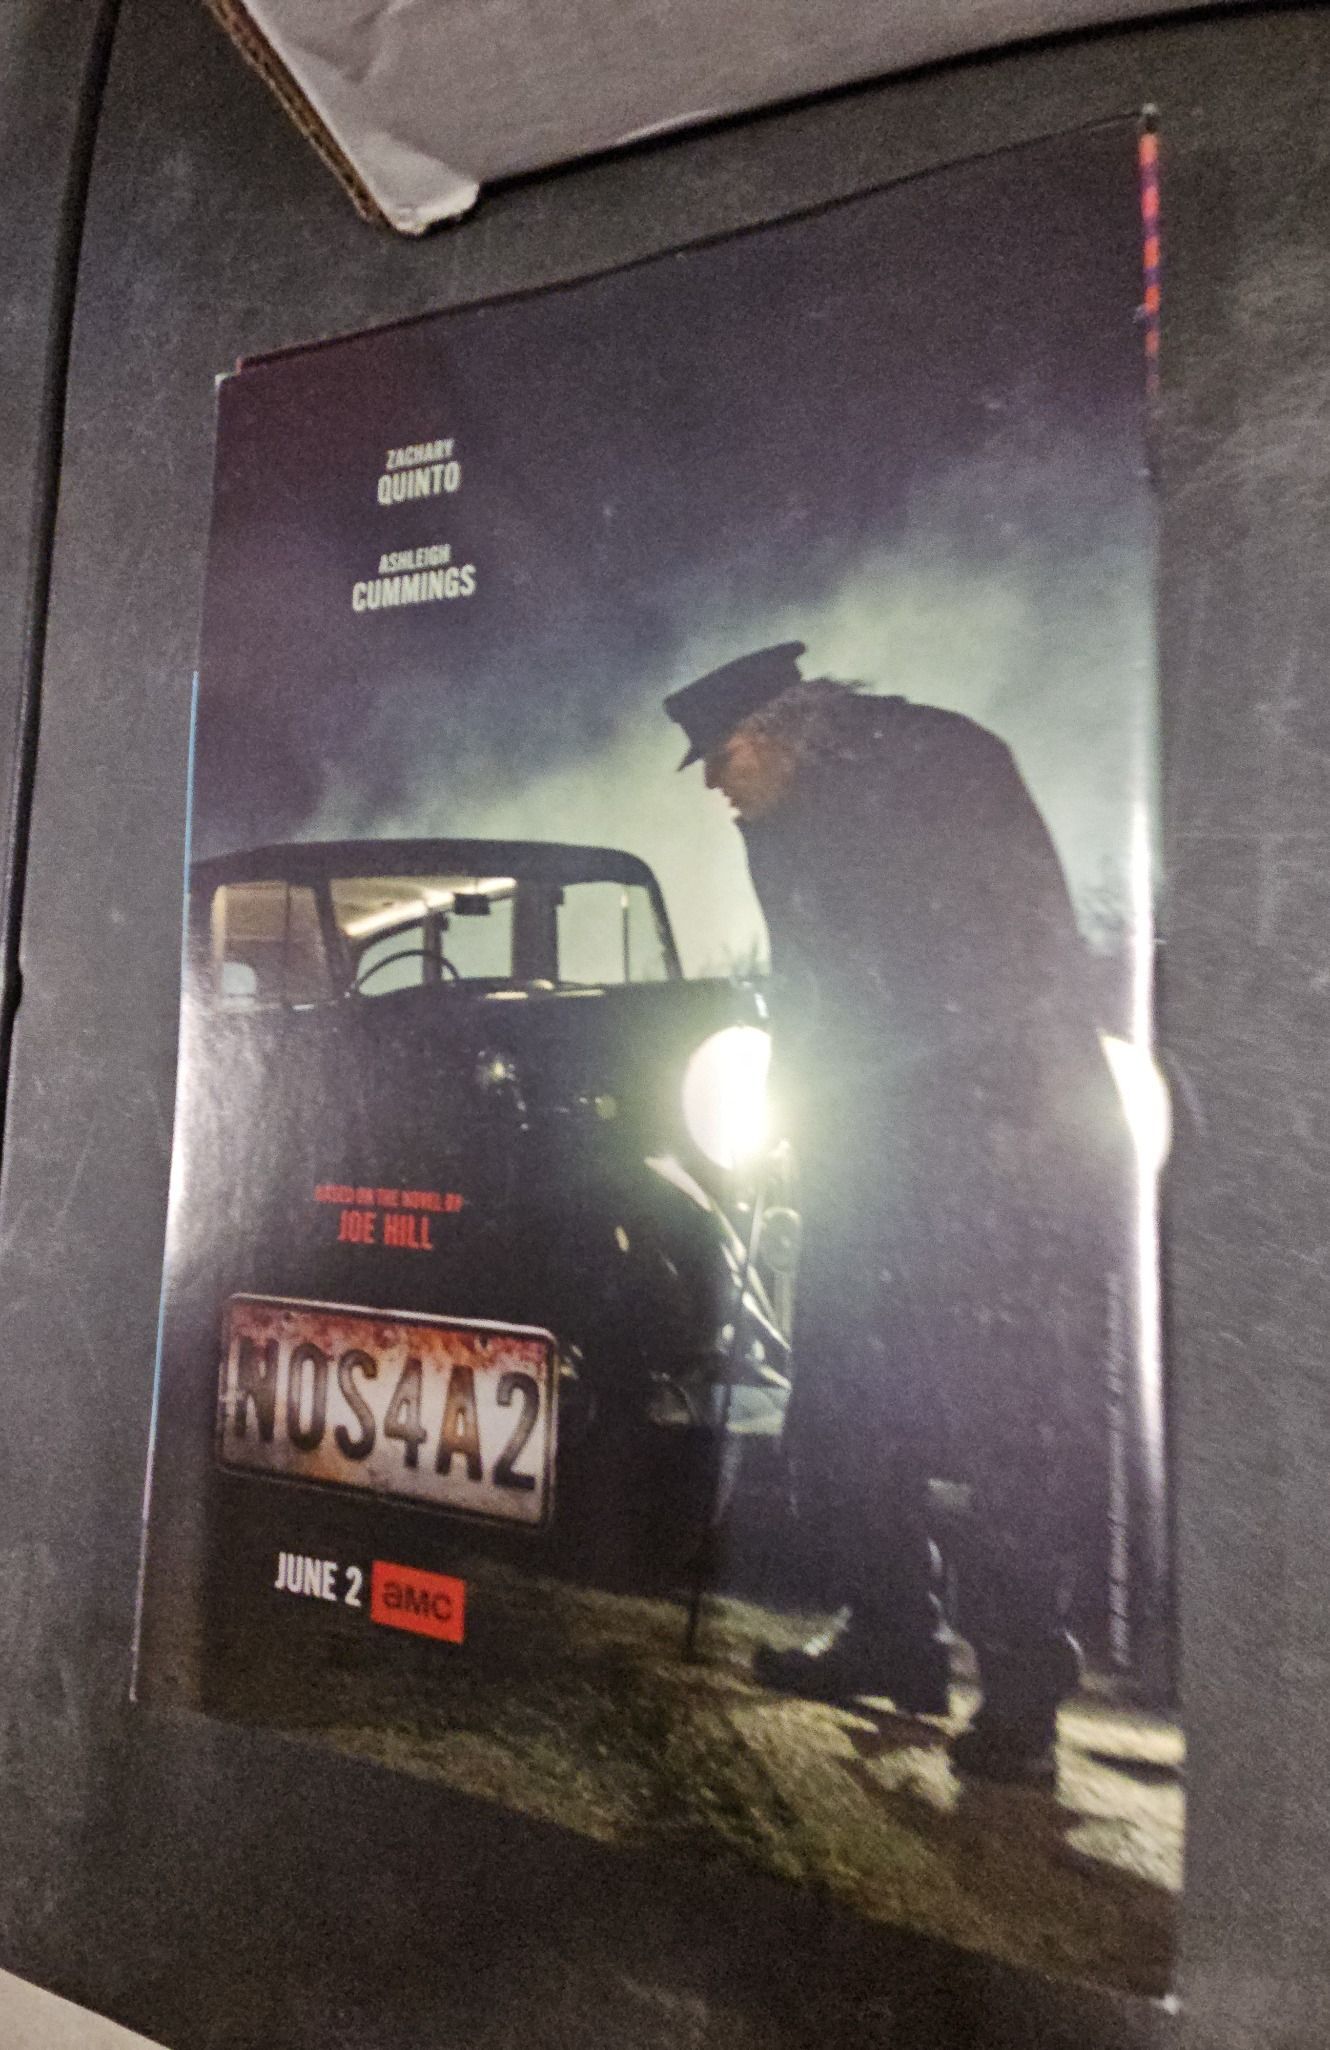 ZACHARY
QUINTO
ASHLEIGH
CUMMINGS
BASED ON THE NOVEL BY
JOE HILL
NOS4A2
JUNE 2 aMC